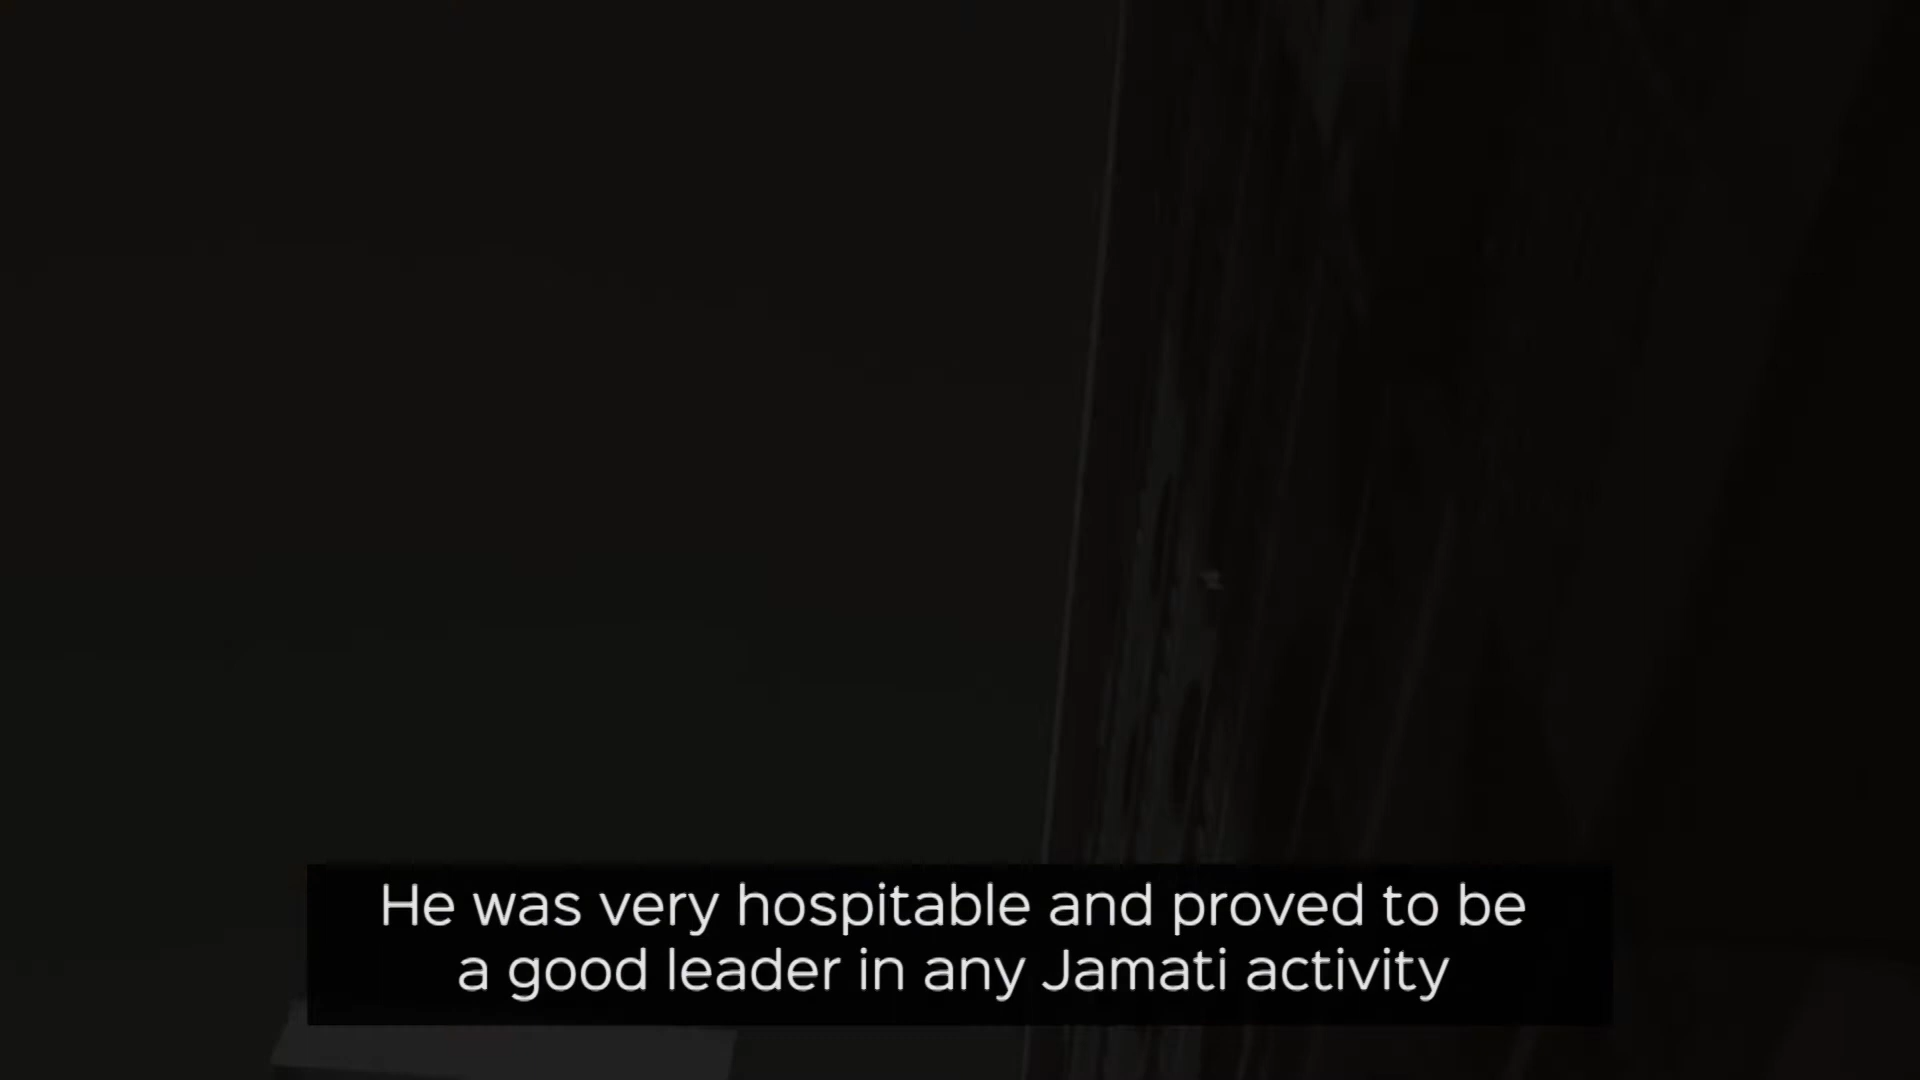 He was very hospitable and proved to be
a good leader in any Jamati activity